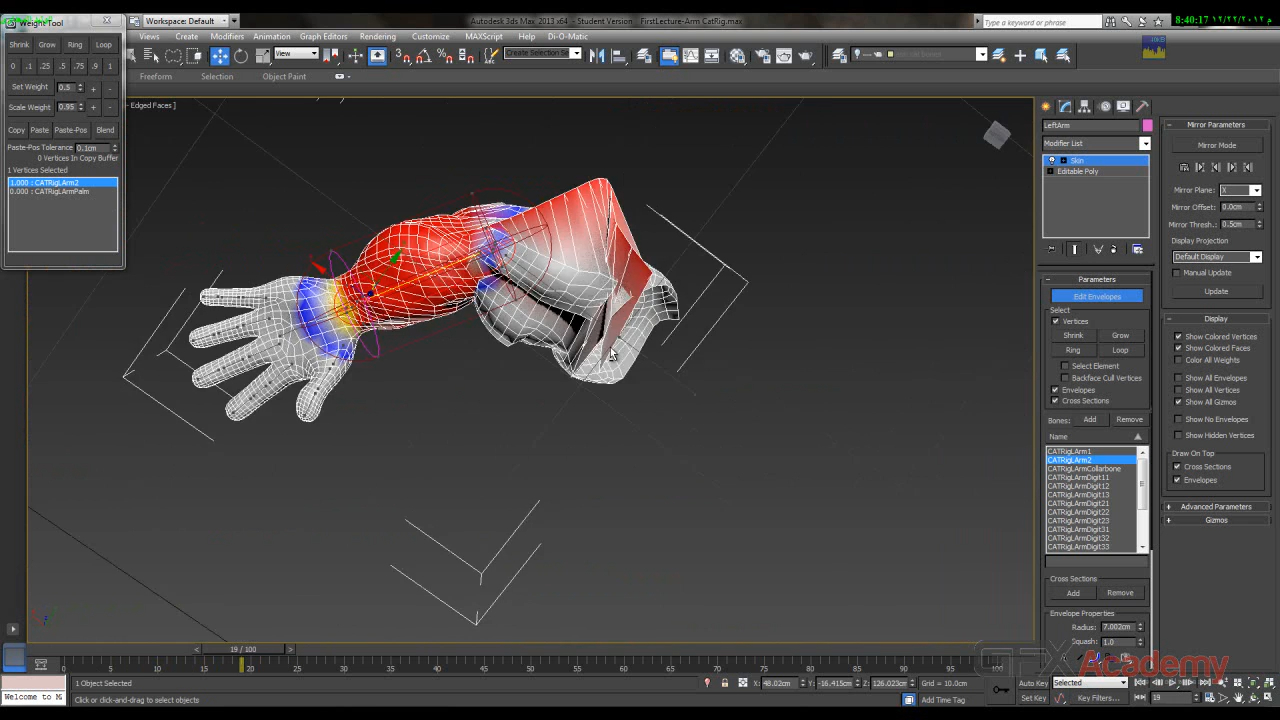 Weight Tool
Workspace: Default
Autodesk 3ds Max 2013 x64 - Student Version FirstLecture-Arm CatRig.max
Type a keyword or phrase
8:40:17
Views Create Modifiers Animation Graph Editors Rendering Customize MAXScript Help Di-O-Matic
View
Create Selection Se
Freeform Selection Object Paint
- Edged Faces ]
Shrink Grow Ring Loop
0 .1 .25 .5 .75 .9 1
Set Weight 0.5 + -
Scale Weight 0.95 + -
Copy Paste Paste-Pos Blend
Paste-Pos Tolerance 0.1cm
0 Vertices In Copy Buffer
1 Vertices Selected
1.000 : CATRigLArm2
0.000 : CATRigLArmPalm
LeftArm
Modifier List
Skin
Editable Poly
Parameters
Edit Envelopes
Select
Vertices
Shrink Grow
Ring Loop
Select Element
Backface Cull Vertices
Envelopes
Cross Sections
Bones: Add Remove
Name
CATRigLArm1
CATRigLArm2
CATRigLArmCollarbone
CATRigLArmDigit11
CATRigLArmDigit12
CATRigLArmDigit13
CATRigLArmDigit21
CATRigLArmDigit22
CATRigLArmDigit23
CATRigLArmDigit31
CATRigLArmDigit32
CATRigLArmDigit33
Cross Sections
Add Remove
Envelope Properties
Radius: 7.002cm
Squash: 1.0
Mirror Parameters
Mirror Mode
Mirror Plane: X
Mirror Offset: 0.0cm
Mirror Thresh.: 0.5cm
Display Projection
Default Display
Manual Update
Update
Display
Show Colored Vertices
Show Colored Faces
Color All Weights
Show All Envelopes
Show All Vertices
Show All Gizmos
Show No Envelopes
Show Hidden Vertices
Draw On Top
Cross Sections
Envelopes
Advanced Parameters
Gizmos
GFXAcademy
< 19 / 100 >
0 5 10 15 20 25 30 35 40 45 50 55 60 65 70 75 80 85 90 95 100
1 Object Selected
X: 48.02cm Y: -16.415cm Z: 126.023cm Grid = 10.0cm
Auto Key Selected
Welcome to M
Click or click-and-drag to select objects
Add Time Tag
Set Key Key Filters... 19